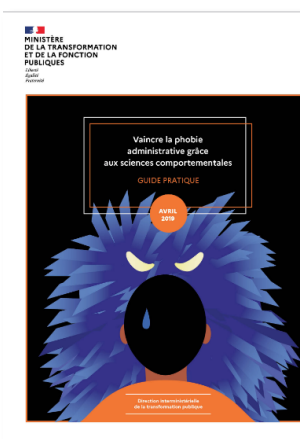 MINISTÈRE
DE LA TRANSFORMATION
ET DE LA FONCTION
PUBLIQUES
Liberté
Égalité
Fraternité
Vaincre la phobie
administrative grâce
aux sciences comportementales
GUIDE PRATIQUE
AVRIL
2019
Direction interministérielle
de la transformation publique